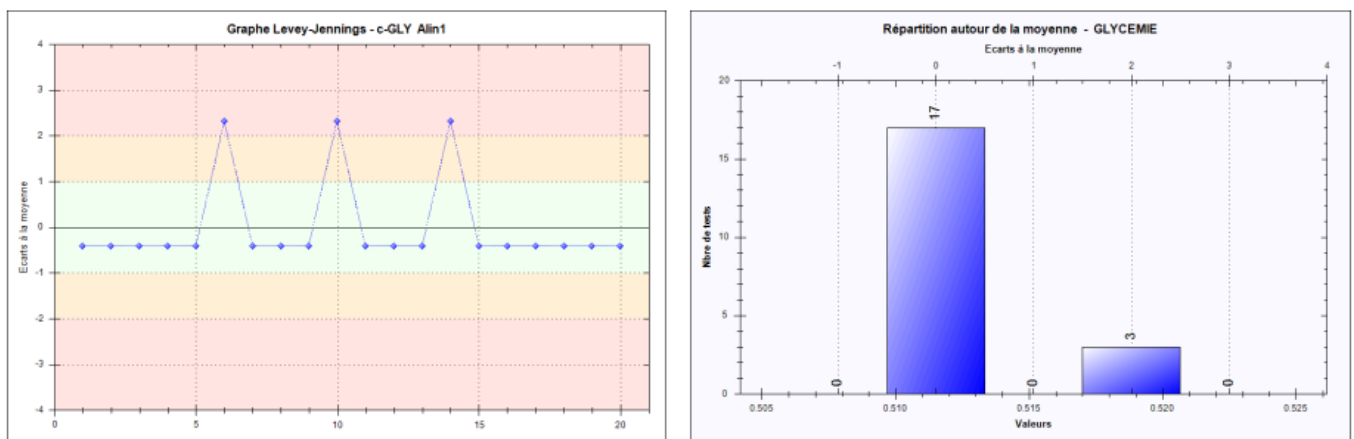 Graphe Levey-Jennings - c-GLY Alin1
Ecarts à la moyenne
4
3
2
1
0
-1
-2
-3
-4
0 5 10 15 20
Répartition autour de la moyenne - GLYCEMIE
Ecarts á la moyenne
-1 0 1 2 3 4
Nbre de tests
20
15
10
5
0
0 17 0 3 0
0.505 0.510 0.515 0.520 0.525
Valeurs